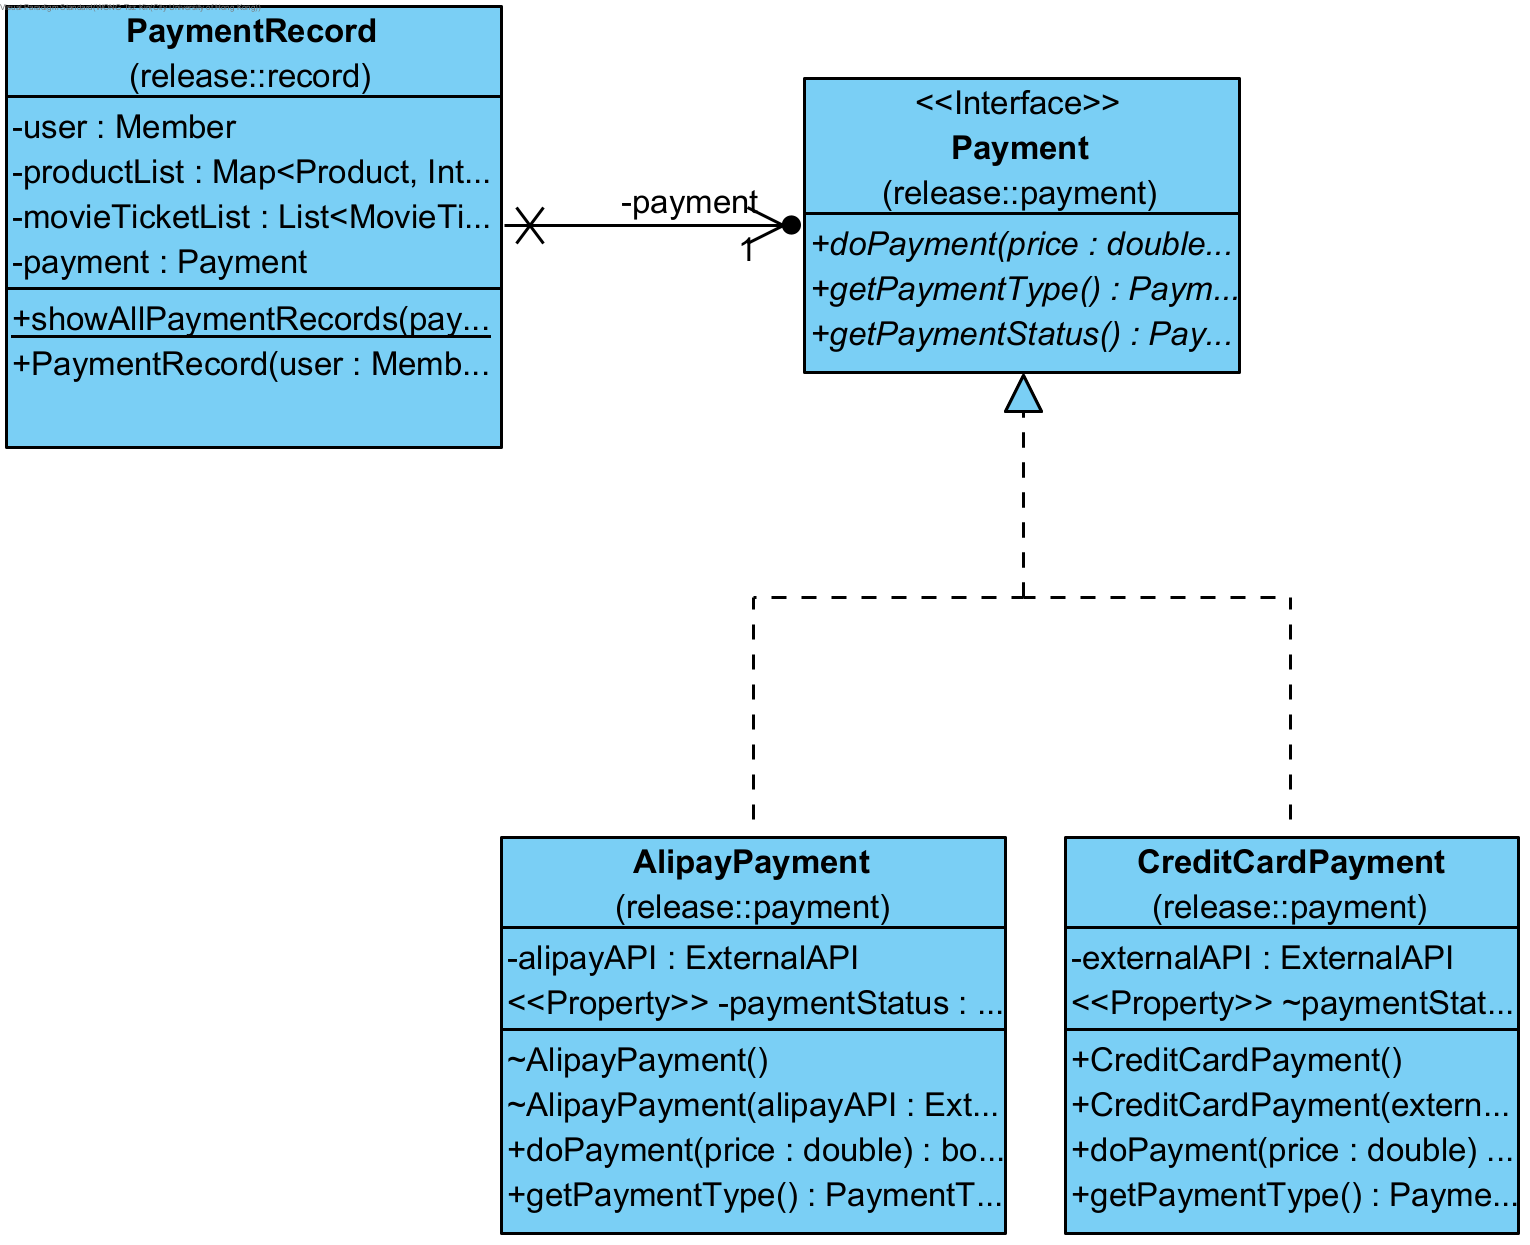 PaymentRecord
(release::record)
-user : Member
-productList : Map<Product, Int...
-movieTicketList : List<MovieTi...
-payment : Payment
+showAllPaymentRecords(pay...
+PaymentRecord(user : Memb...
-payment
1
<<Interface>>
Payment
(release::payment)
+doPayment(price : double...
+getPaymentType() : Paym...
+getPaymentStatus() : Pay...
AlipayPayment
(release::payment)
-alipayAPI : ExternalAPI
<<Property>> -paymentStatus : ...
~AlipayPayment()
~AlipayPayment(alipayAPI : Ext...
+doPayment(price : double) : bo...
+getPaymentType() : PaymentT...
CreditCardPayment
(release::payment)
-externalAPI : ExternalAPI
<<Property>> ~paymentStat...
+CreditCardPayment()
+CreditCardPayment(extern...
+doPayment(price : double) ...
+getPaymentType() : Payme...